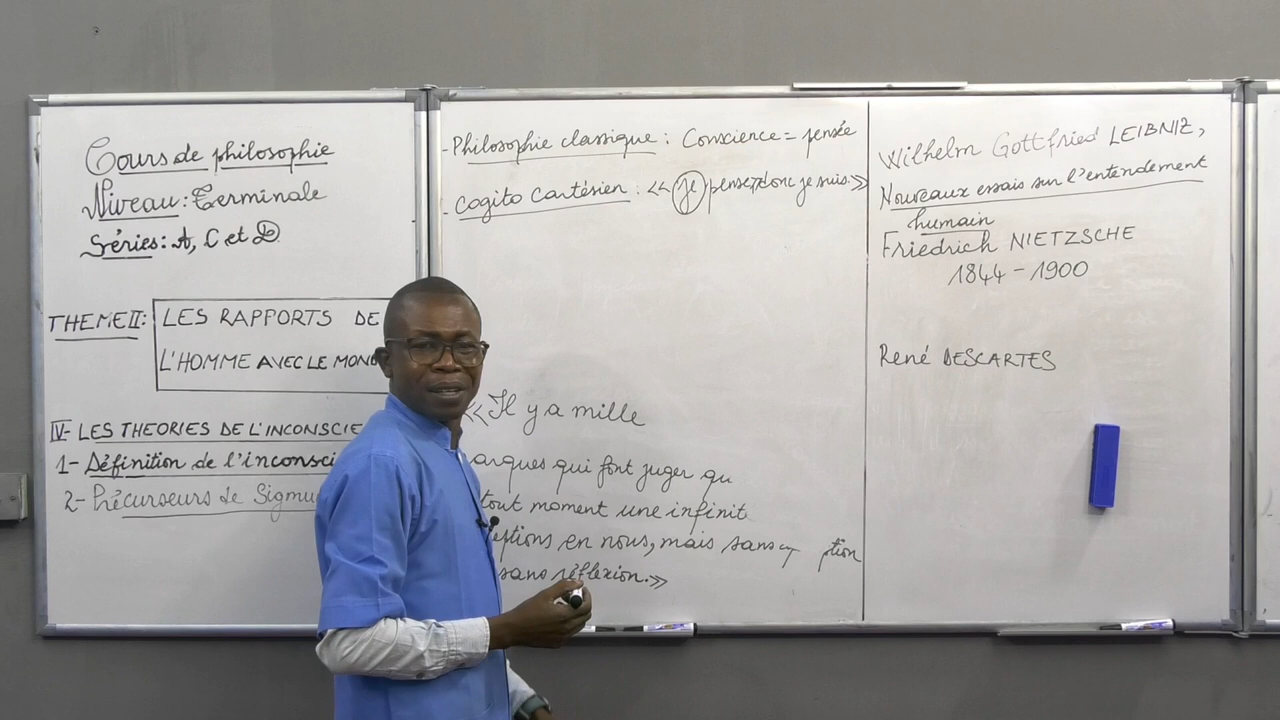 Cours de philosophie
Niveau: Terminale
Séries: A, C et D
THEME II: LES RAPPORTS DE
L'HOMME AVEC LE MOND
IV- LES THEORIES DE L'INCONSCIE
1- Définition de l'inconsci
2- Précurseurs de Sigmu
- Philosophie classique: Conscience = pensée
- Cogito Cartésien: << je pense, donc je suis.>>
<< Il y a mille
arques qui font juger qu
tout moment une infinit
eptions en nous, mais sans ption
sans réflexion.>>
Wilhelm Gottfried LEIBNIZ,
Nouveaux essais sur l'entendement
humain
Friedrich NIETZSCHE
1844 - 1900
René DESCARTES